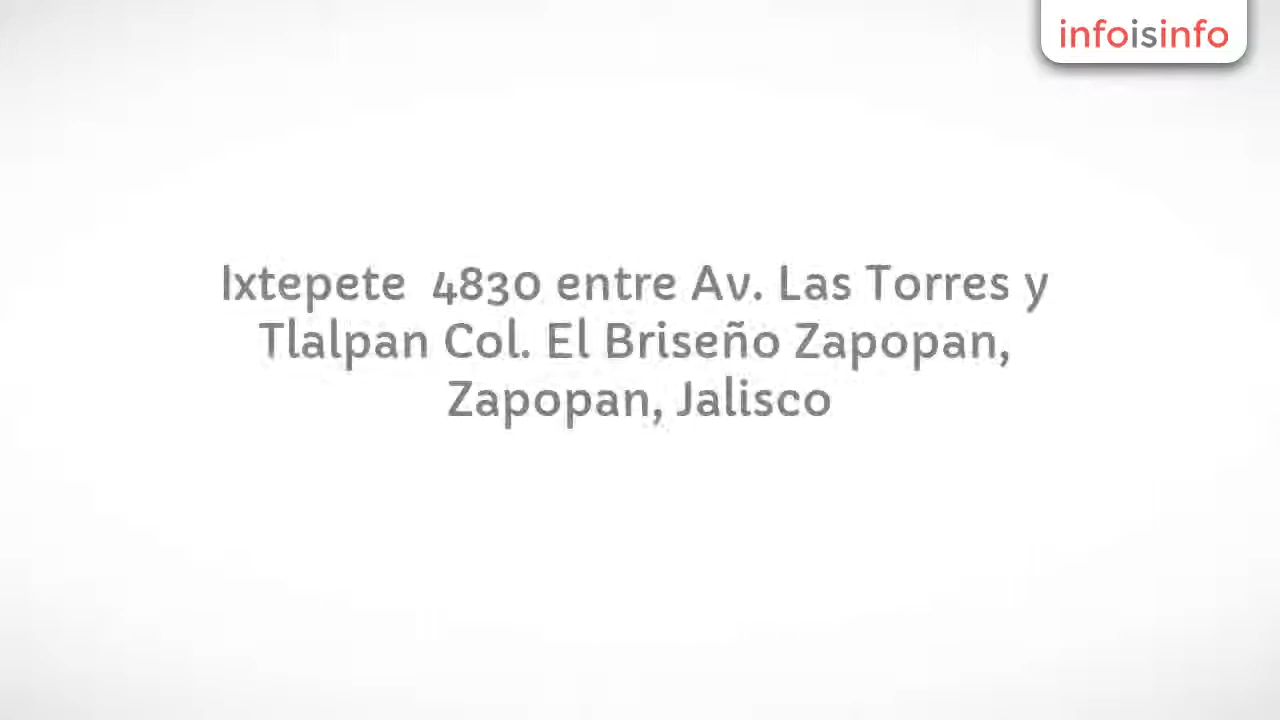 infoisinfo
Ixtepete 4830 entre Av. Las Torres y
Tlalpan Col. El Briseño Zapopan,
Zapopan, Jalisco